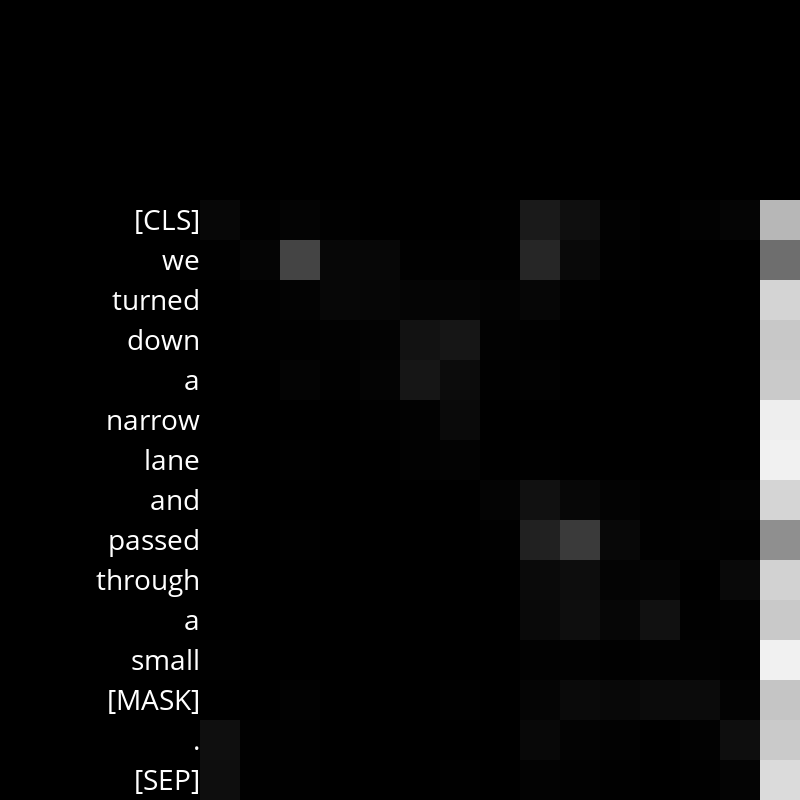 [CLS]
we
turned
down
a
narrow
lane
and
passed
through
a
small
[MASK]
.
[SEP]